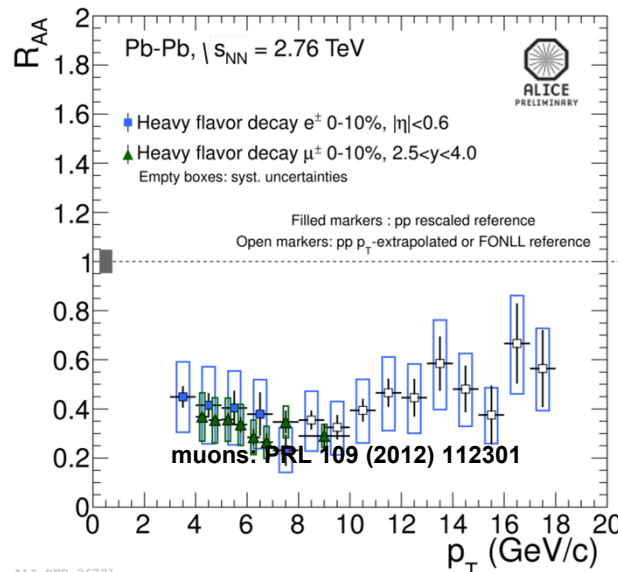 R_AA
2
1.8
1.6
1.4
1.2
1
0.8
0.6
0.4
0.2
0
Pb-Pb, √s_NN = 2.76 TeV
ALICE
PRELIMINARY
Heavy flavor decay e± 0-10%, |η|<0.6
Heavy flavor decay μ± 0-10%, 2.5<y<4.0
Empty boxes: syst. uncertainties
Filled markers : pp rescaled reference
Open markers: pp p_T-extrapolated or FONLL reference
muons: PRL 109 (2012) 112301
0 2 4 6 8 10 12 14 16 18 20
p_T (GeV/c)